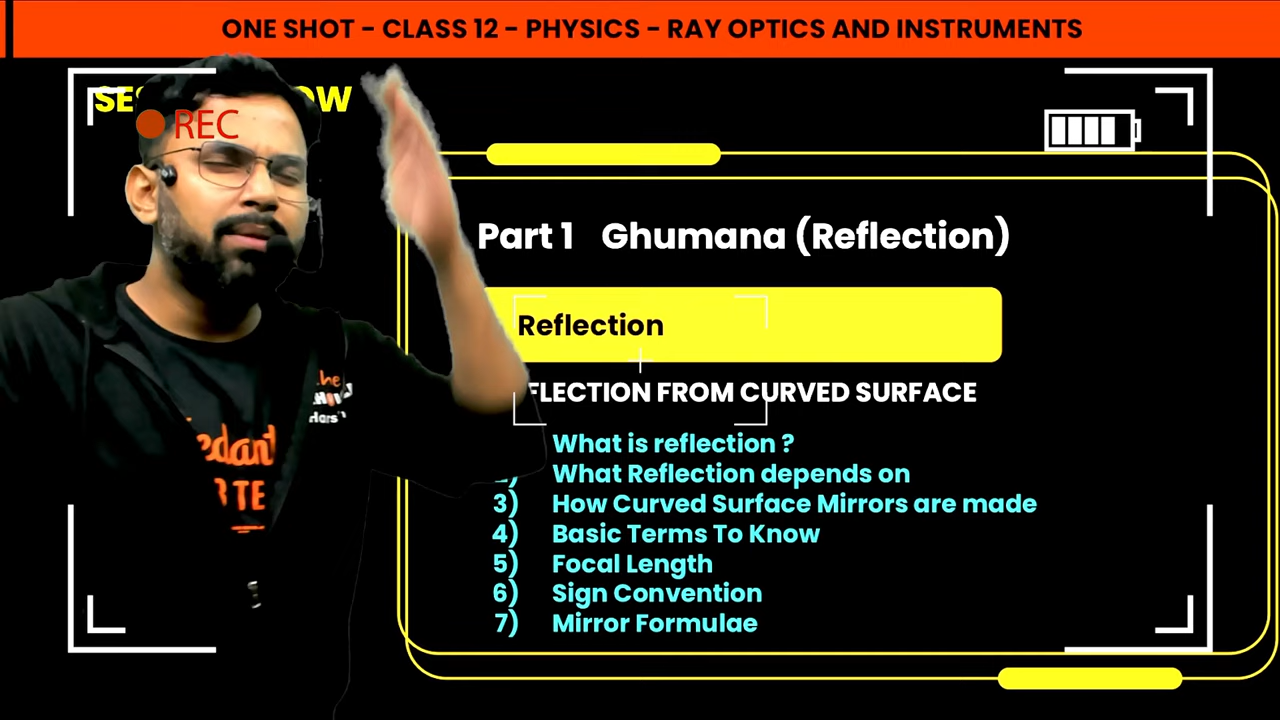 ONE SHOT - CLASS 12 - PHYSICS - RAY OPTICS AND INSTRUMENTS
REC
Part 1 Ghumana (Reflection)
Reflection
FLECTION FROM CURVED SURFACE
What is reflection ?
What Reflection depends on
3) How Curved Surface Mirrors are made
4) Basic Terms To Know
5) Focal Length
6) Sign Convention
7) Mirror Formulae